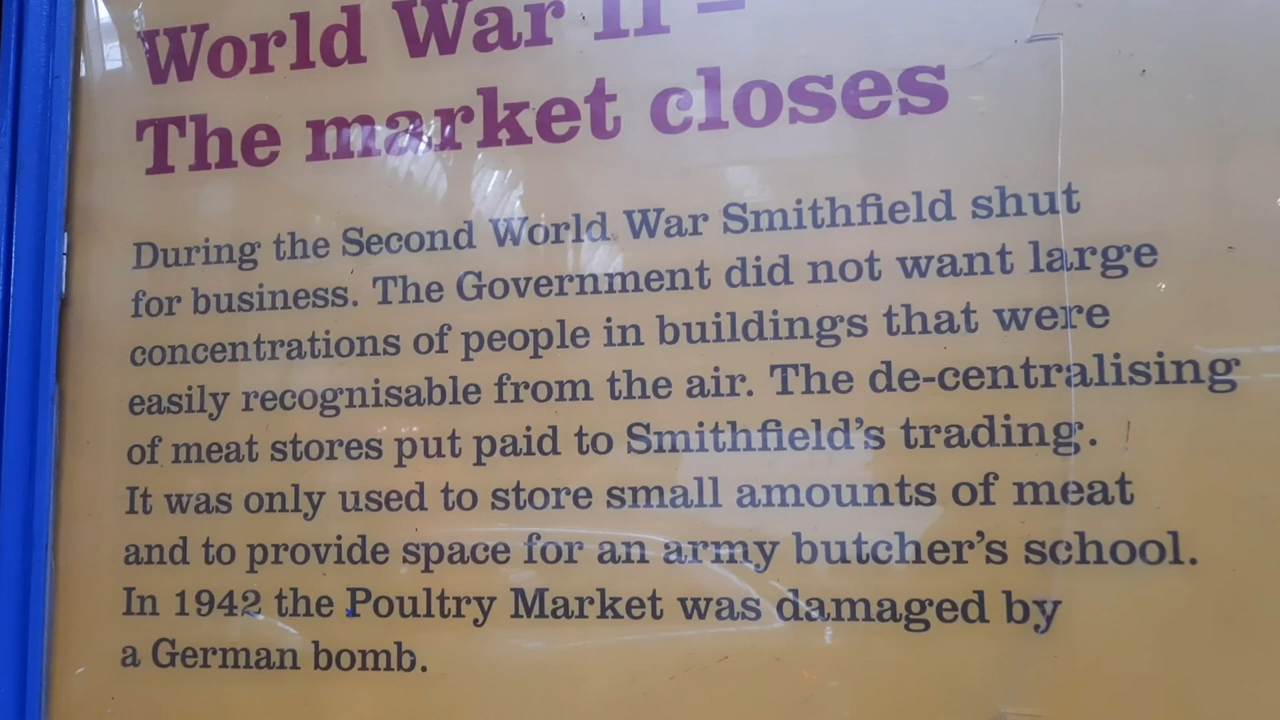 World War II –
The market closes
During the Second World War Smithfield shut
for business. The Government did not want large
concentrations of people in buildings that were
easily recognisable from the air. The de-centralising
of meat stores put paid to Smithfield's trading.
It was only used to store small amounts of meat
and to provide space for an army butcher's school.
In 1942 the Poultry Market was damaged by
a German bomb.